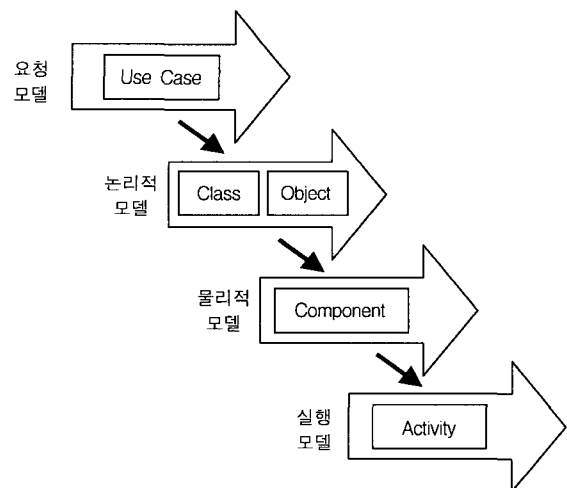 요청
모델
Use Case
논리적
모델
Class
Object
물리적
모델
Component
실행
모델
Activity